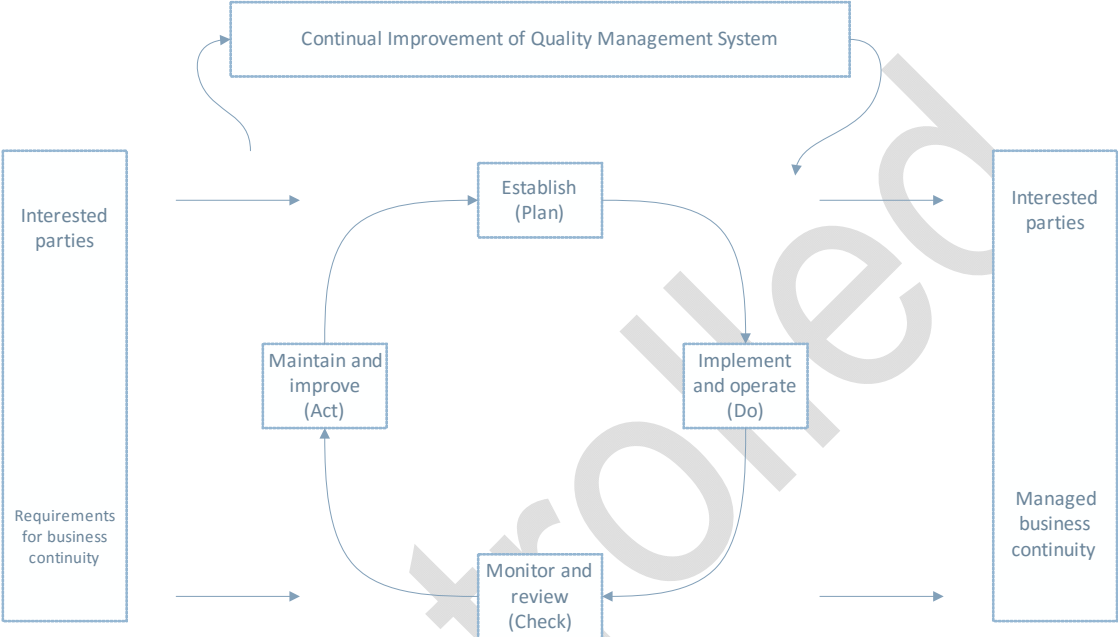 Continual Improvement of Quality Management System
Interested
parties
Requirements
for business
continuity
Establish
(Plan)
Maintain and
improve
(Act)
Implement
and operate
(Do)
Monitor and
review
(Check)
Interested
parties
Managed
business
continuity
trolled